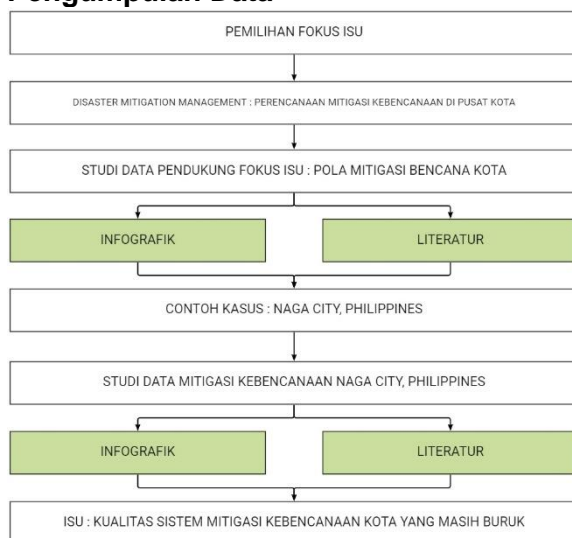 Pengumpulan Data
PEMILIHAN FOKUS ISU
DISASTER MITIGATION MANAGEMENT : PERENCANAAN MITIGASI KEBENCANAAN DI PUSAT KOTA
STUDI DATA PENDUKUNG FOKUS ISU : POLA MITIGASI BENCANA KOTA
INFOGRAFIK
LITERATUR
CONTOH KASUS : NAGA CITY, PHILIPPINES
STUDI DATA MITIGASI KEBENCANAAN NAGA CITY, PHILIPPINES
INFOGRAFIK
LITERATUR
ISU : KUALITAS SISTEM MITIGASI KEBENCANAAN KOTA YANG MASIH BURUK